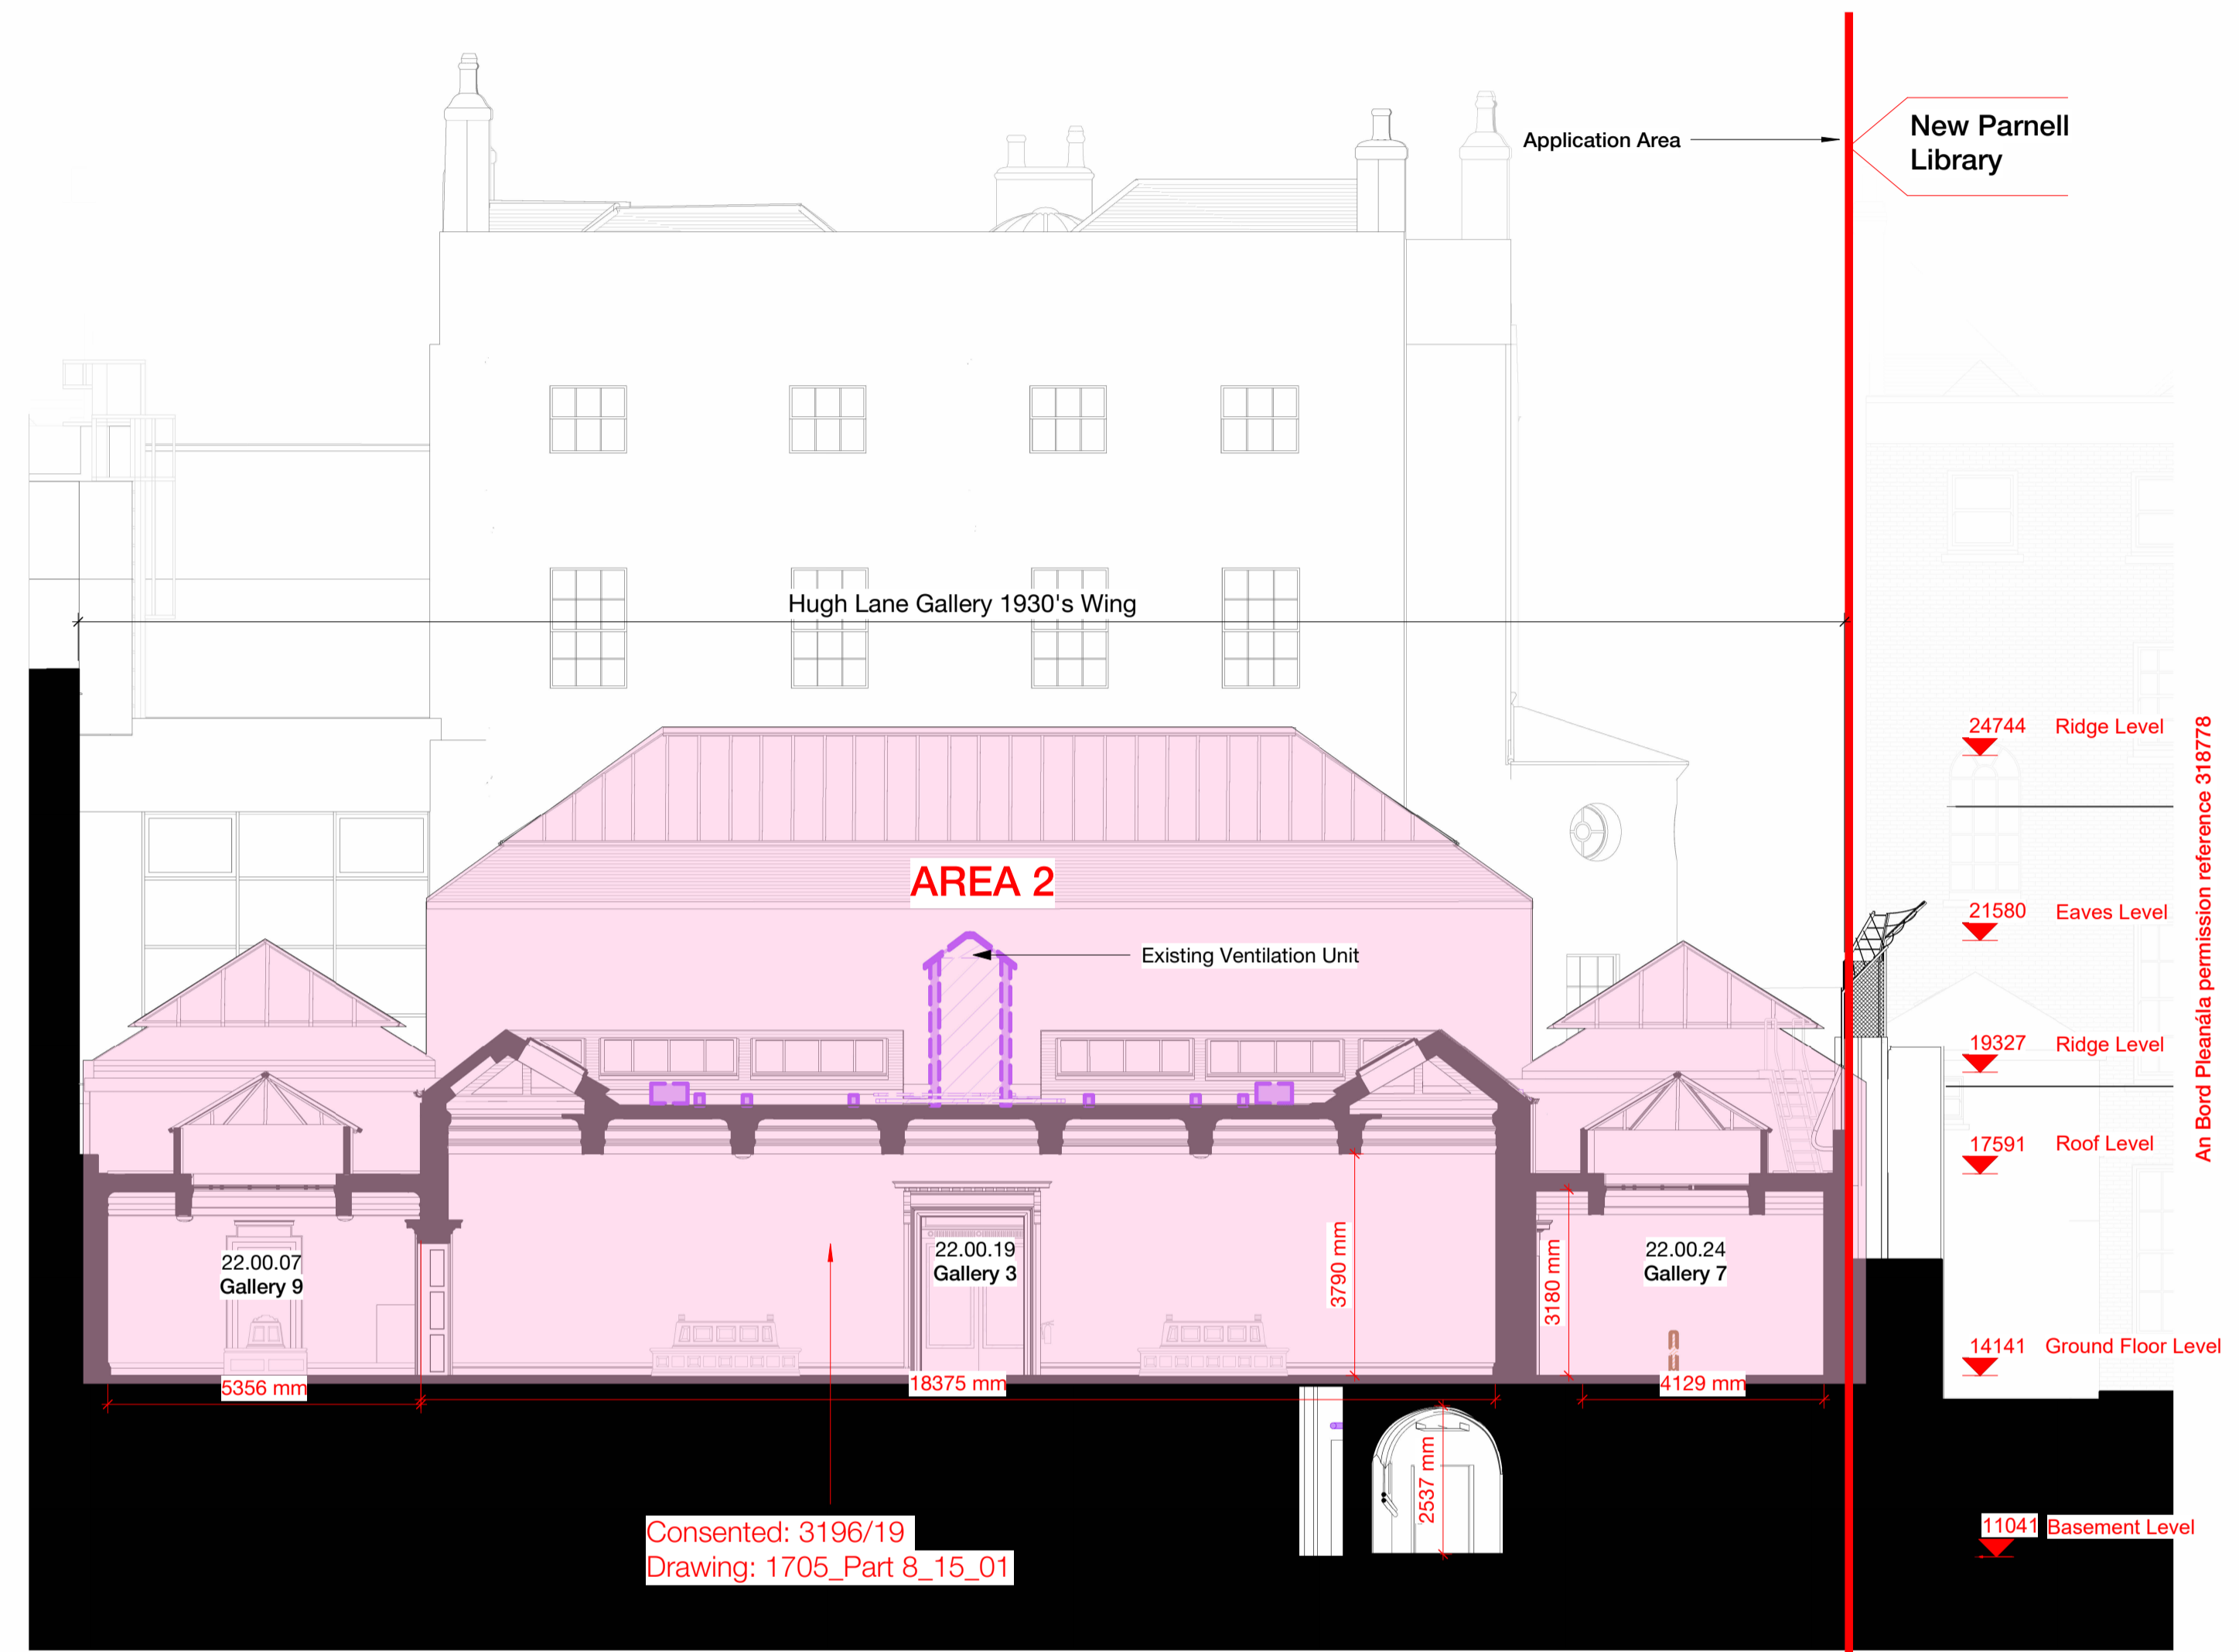 Application Area
New Parnell
Library
Hugh Lane Gallery 1930's Wing
24744 Ridge Level
AREA 2
21580 Eaves Level
Existing Ventilation Unit
19327 Ridge Level
17591 Roof Level
An Bord Pleanála permission reference 318778
22.00.07
Gallery 9
22.00.19
Gallery 3
3790 mm
3180 mm
22.00.24
Gallery 7
14141 Ground Floor Level
5356 mm
18375 mm
4129 mm
2537 mm
Consented: 3196/19
Drawing: 1705_Part 8_15_01
11041 Basement Level